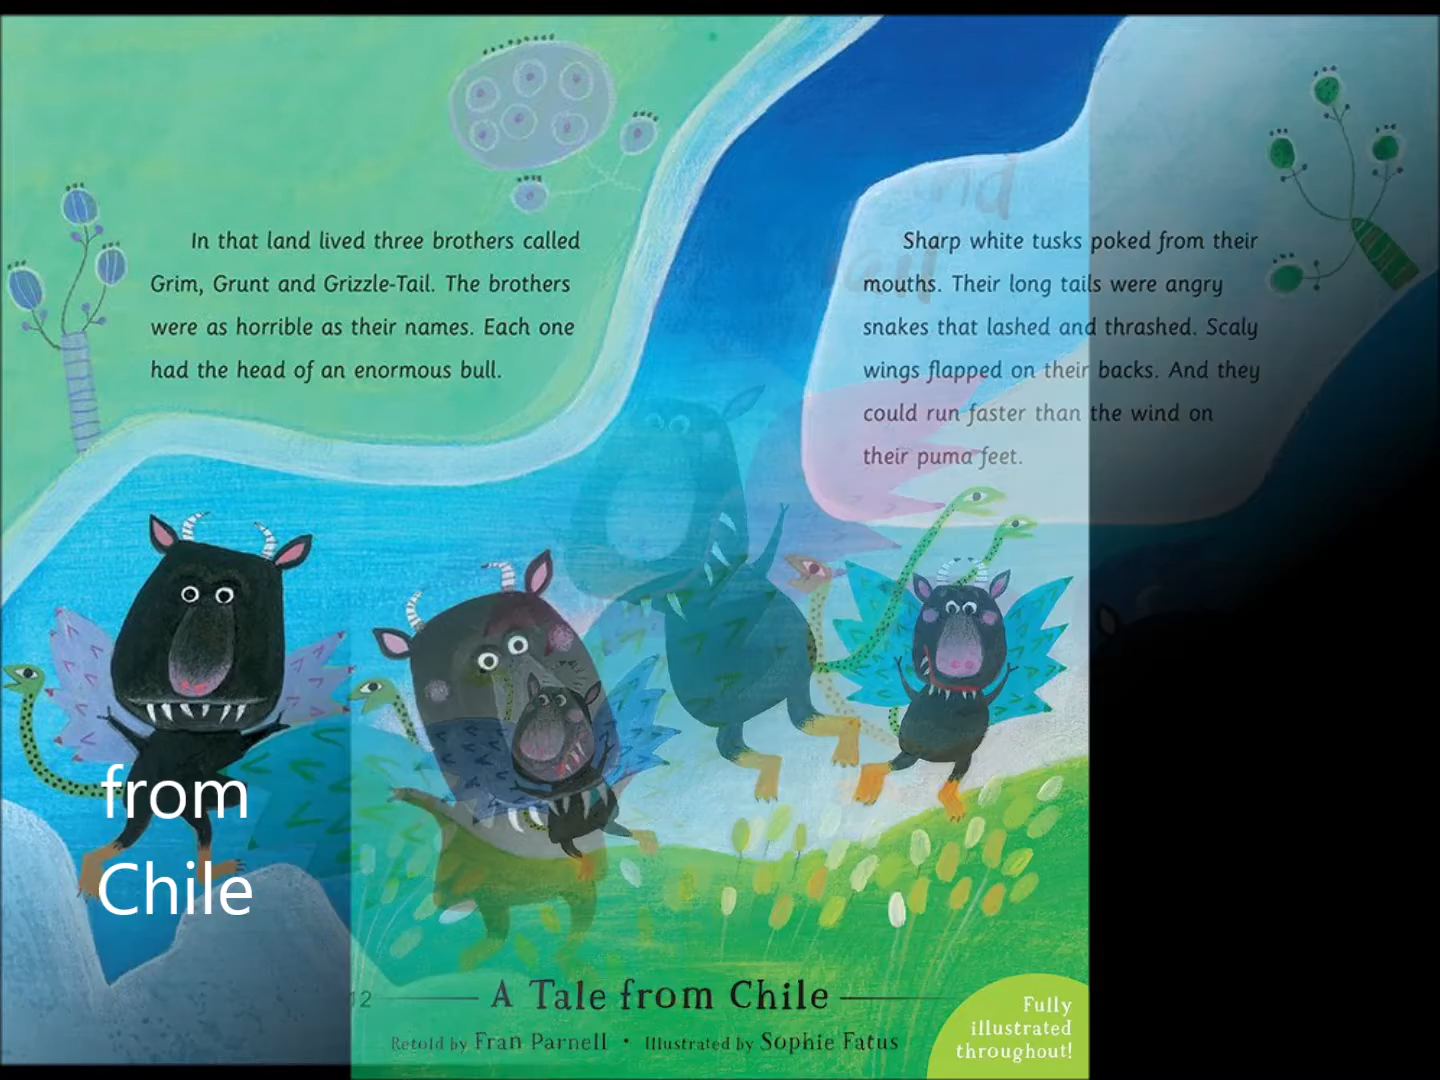 In that land lived three brothers called
Grim, Grunt and Grizzle-Tail. The brothers
were as horrible as their names. Each one
had the head of an enormous bull.
Sharp white tusks poked from their
mouths. Their long tails were angry
snakes that lashed and thrashed. Scaly
wings flapped on their backs. And they
could run faster than the wind on
their puma feet.
from
Chile
12
A Tale from Chile
Retold by Fran Parnell • Illustrated by Sophie Fatus
Fully
illustrated
throughout!